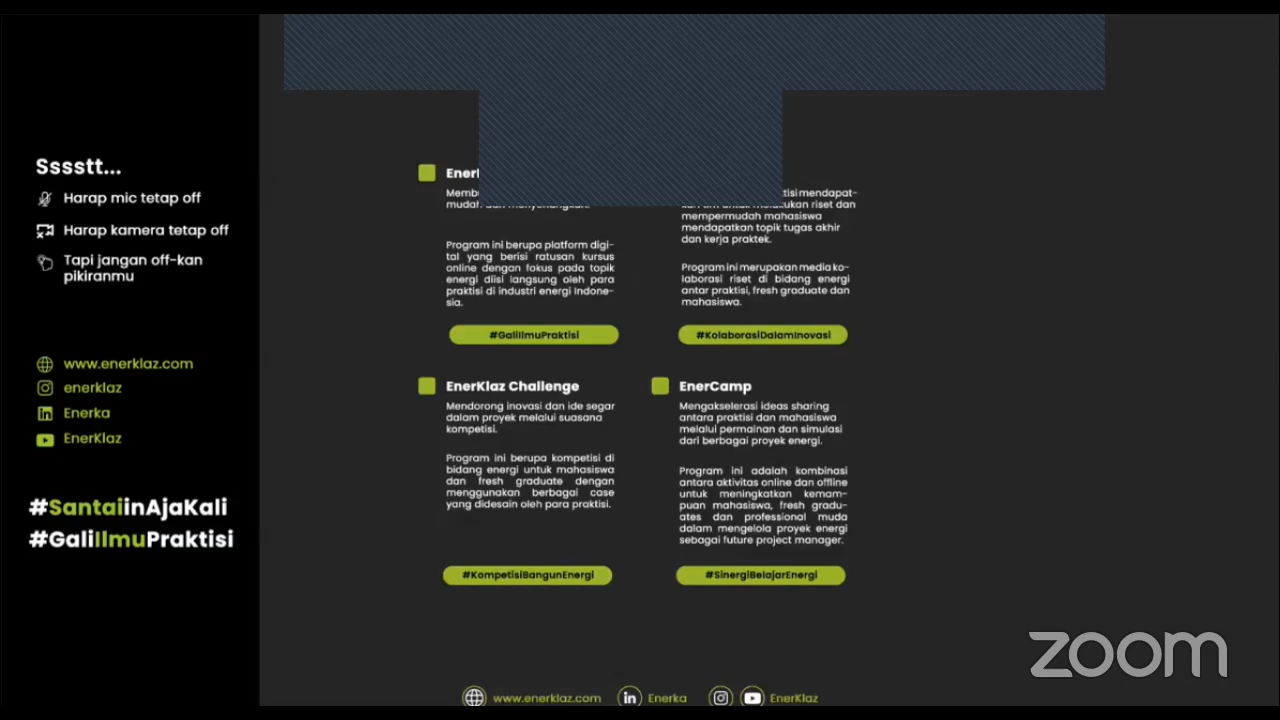 Sssstt...
Harap mic tetap off
Harap kamera tetap off
Tapi jangan off-kan
pikiranmu
www.enerklaz.com
enerklaz
Enerka
EnerKlaz
#SantaiinAjaKali
#GaliIlmuPraktisi
Program ini berupa platform digi-
tal yang berisi ratusan kursus
online dengan fokus pada topik
energi diisi langsung oleh para
praktisi di industri energi Indone-
sia.
#GaliIlmuPraktisi
mendapat-
riset dan
mempermudah mahasiswa
mendapatkan topik tugas akhir
dan kerja praktek.
Program ini merupakan media ko-
laborasi riset di bidang energi
antar praktisi, fresh graduate dan
mahasiswa.
#KolaborasiDalamInovasi
EnerKlaz Challenge
Mendorong inovasi dan ide segar
dalam proyek melalui suasana
kompetisi.
Program ini berupa kompetisi di
bidang energi untuk mahasiswa
dan fresh graduate dengan
menggunakan berbagai case
yang didesain oleh para praktisi.
#KompetisiBangunEnergi
EnerCamp
Mengakselerasi ideas sharing
antara praktisi dan mahasiswa
melalui permainan dan simulasi
dari berbagai proyek energi.
Program ini adalah kombinasi
antara aktivitas online dan offline
untuk meningkatkan kemam-
puan mahasiswa, fresh gradu-
ates dan professional muda
dalam mengelola proyek energi
sebagai future project manager.
#SinergiBelajarEnergi
www.enerklaz.com
Enerka
EnerKlaz
zoom